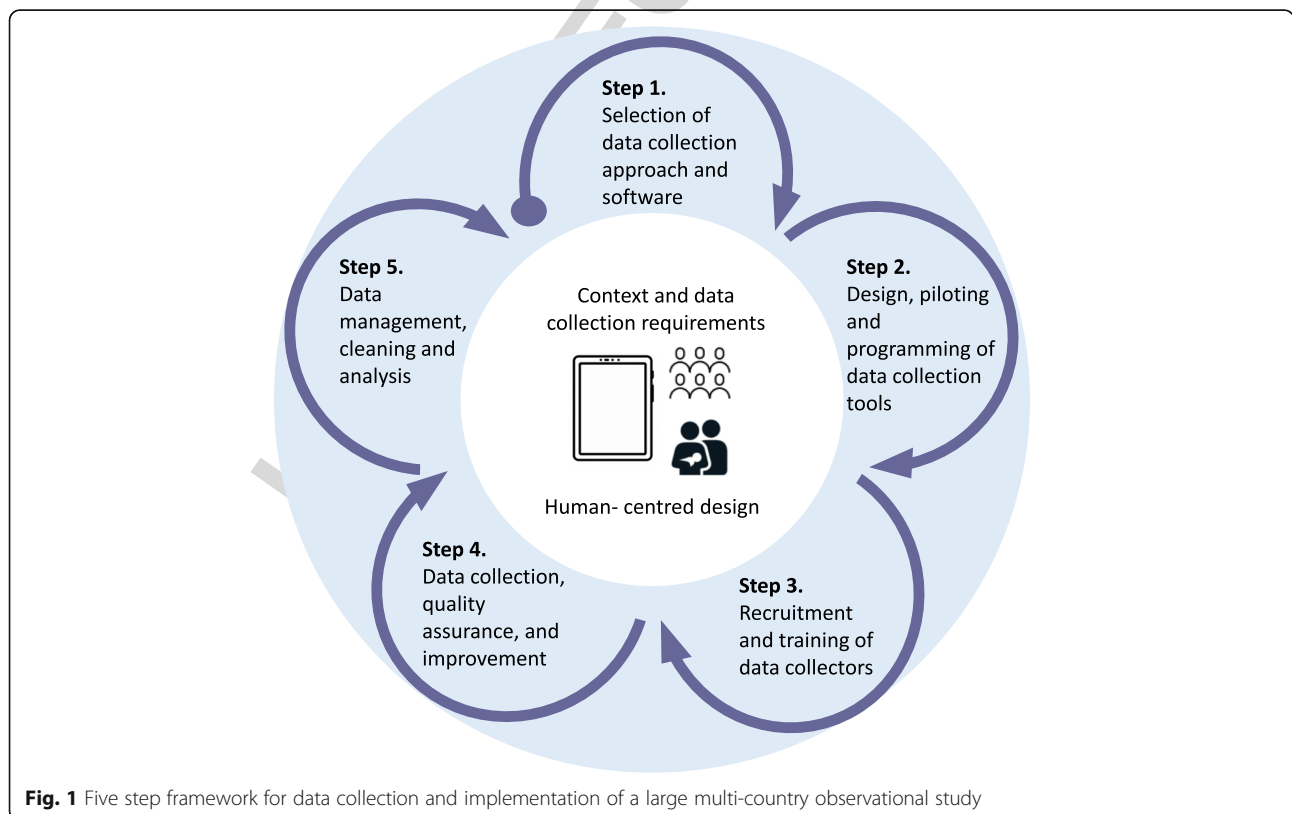 Step 1.
Selection of
data collection
approach and
software
Step 2.
Design, piloting
and
programming of
data collection
tools
Step 3.
Recruitment
and training of
data collectors
Step 4.
Data collection,
quality
assurance, and
improvement
Step 5.
Data
management,
cleaning and
analysis
Context and data
collection requirements
Human- centred design
Fig. 1 Five step framework for data collection and implementation of a large multi-country observational study